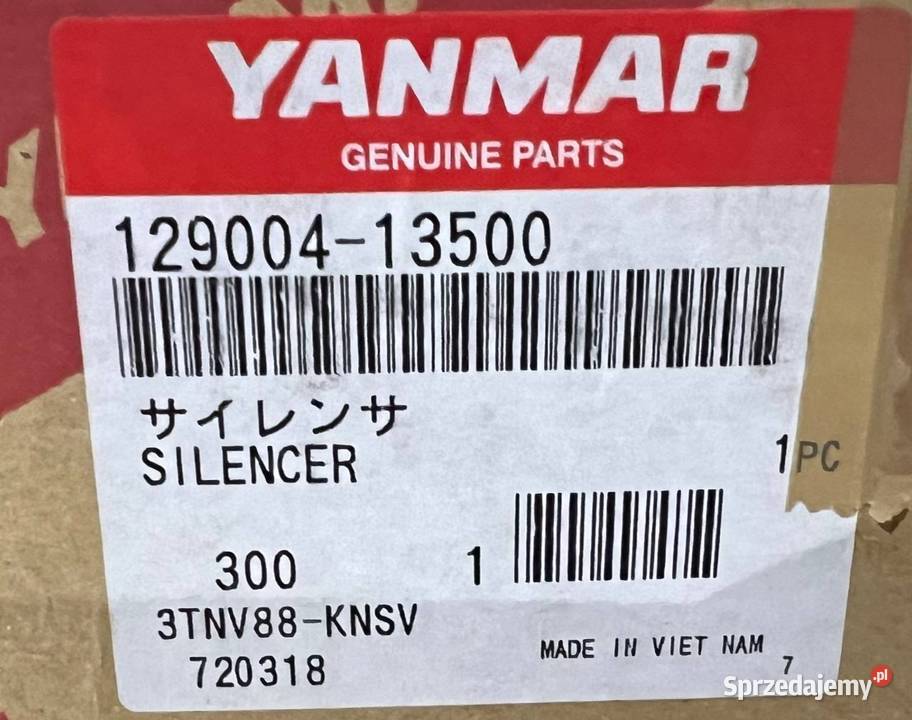 YANMAR
GENUINE PARTS
129004-13500
サイレンサ
SILENCER
1PC
300
1
3TNV88-KNSV
720318
MADE IN VIET NAM
7
Sprzedajemy.pl